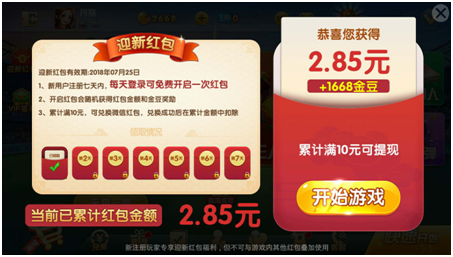 迎新红包
迎新红包有效期:2018年07月25日
1、新用户注册七天内，每天登录可免费开启一次红包
2、开启红包会随机获得红包金额和金豆奖励
3、累计满10元，可兑换微信红包，兑换成功后在累计金额中扣除
领取情况
第2天
第3天
第4天
第5天
第6天
第7天
当前已累计红包金额 2.85元
恭喜您获得
2.85元
+1668金豆
累计满10元可提现
开始游戏
新注册玩家专享迎新红包福利，但不可与游戏内其他红包叠加使用